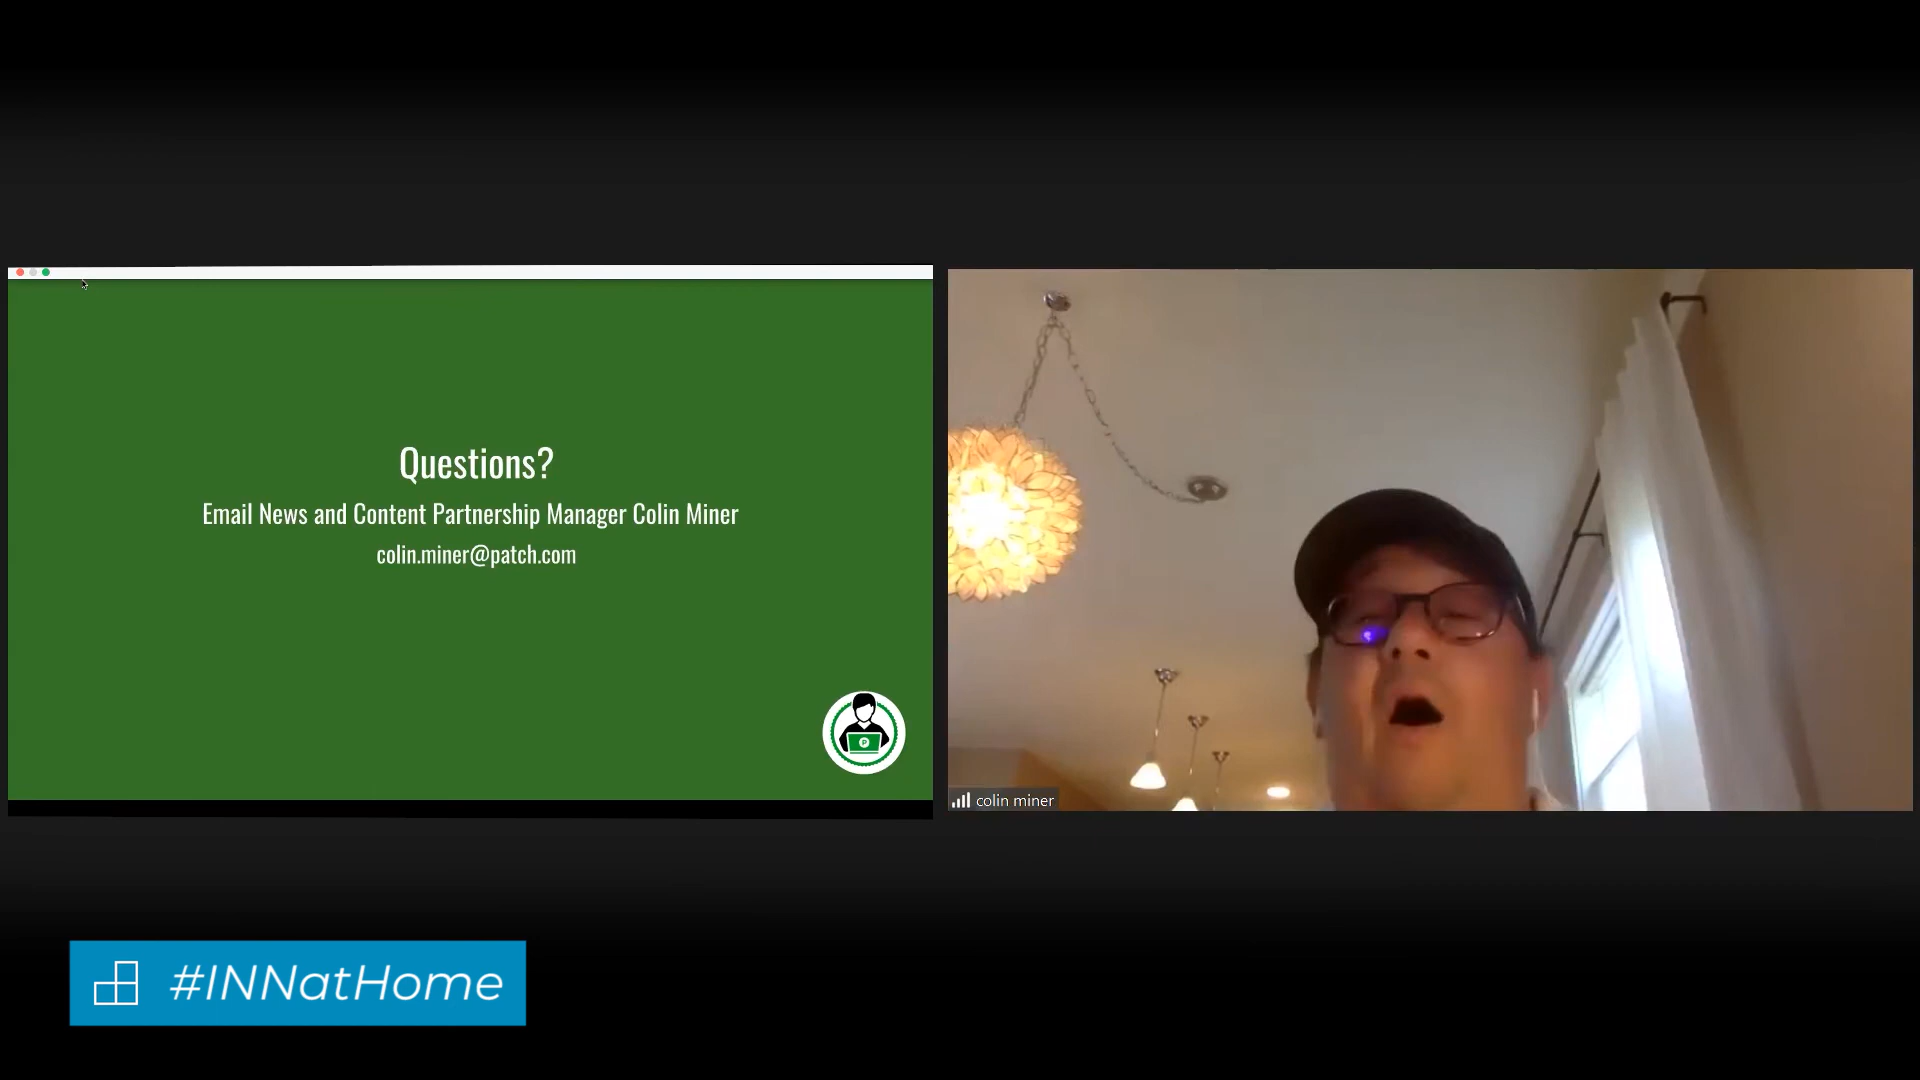 Questions?
Email News and Content Partnership Manager Colin Miner
colin.miner@patch.com
P
colin miner
#INNatHome